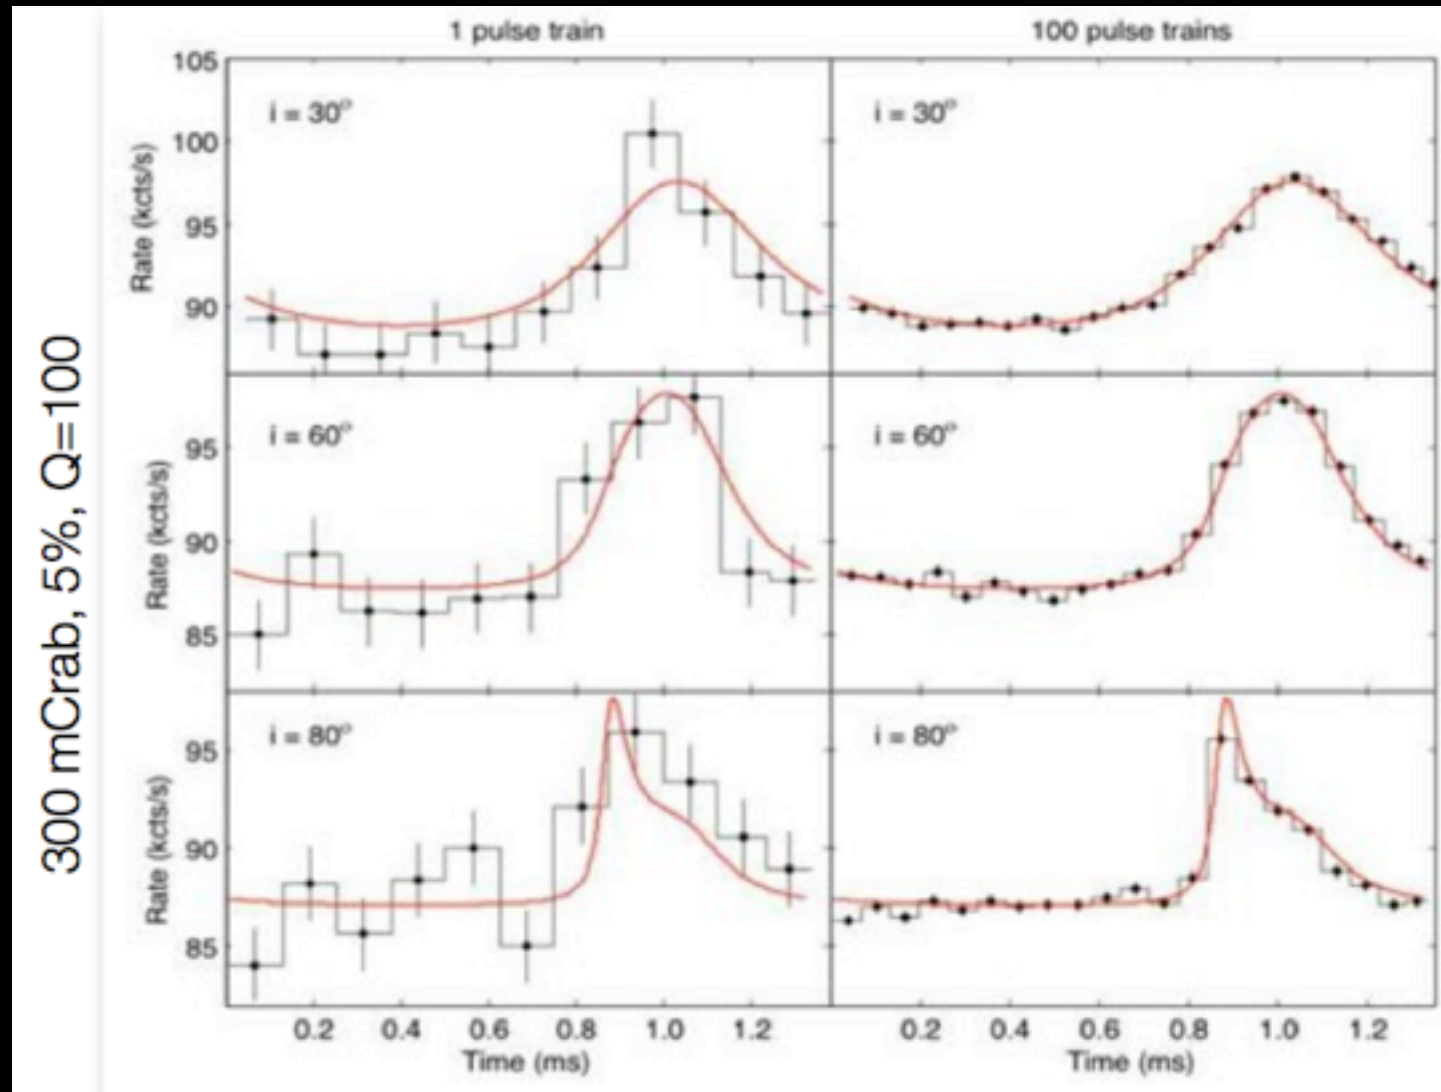 300 mCrab, 5%, Q=100
1 pulse train
100 pulse trains
105
100
95
90
Rate (kcts/s)
i = 30°
i = 30°
95
90
85
Rate (kcts/s)
i = 60°
i = 60°
95
90
85
Rate (kcts/s)
i = 80°
i = 80°
0.2 0.4 0.6 0.8 1.0 1.2
0.2 0.4 0.6 0.8 1.0 1.2
Time (ms)
Time (ms)